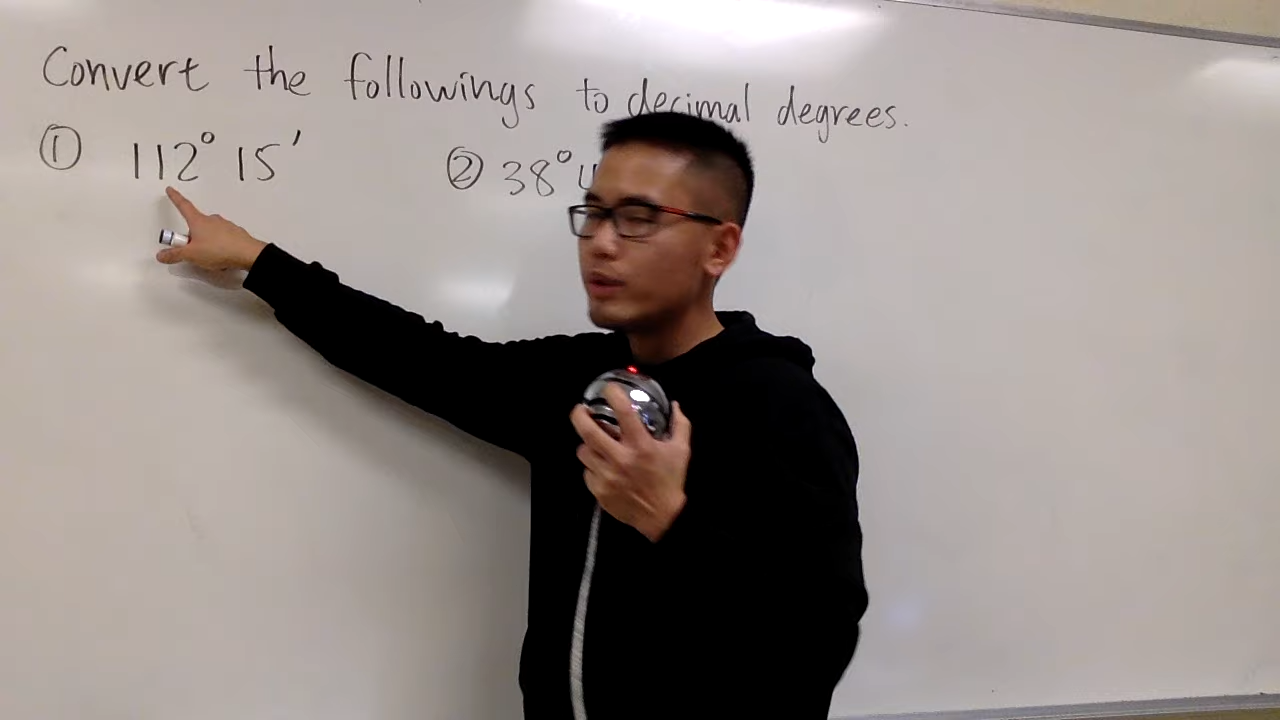 Convert the followings to decimal degrees.
① 112° 15' ② 38°